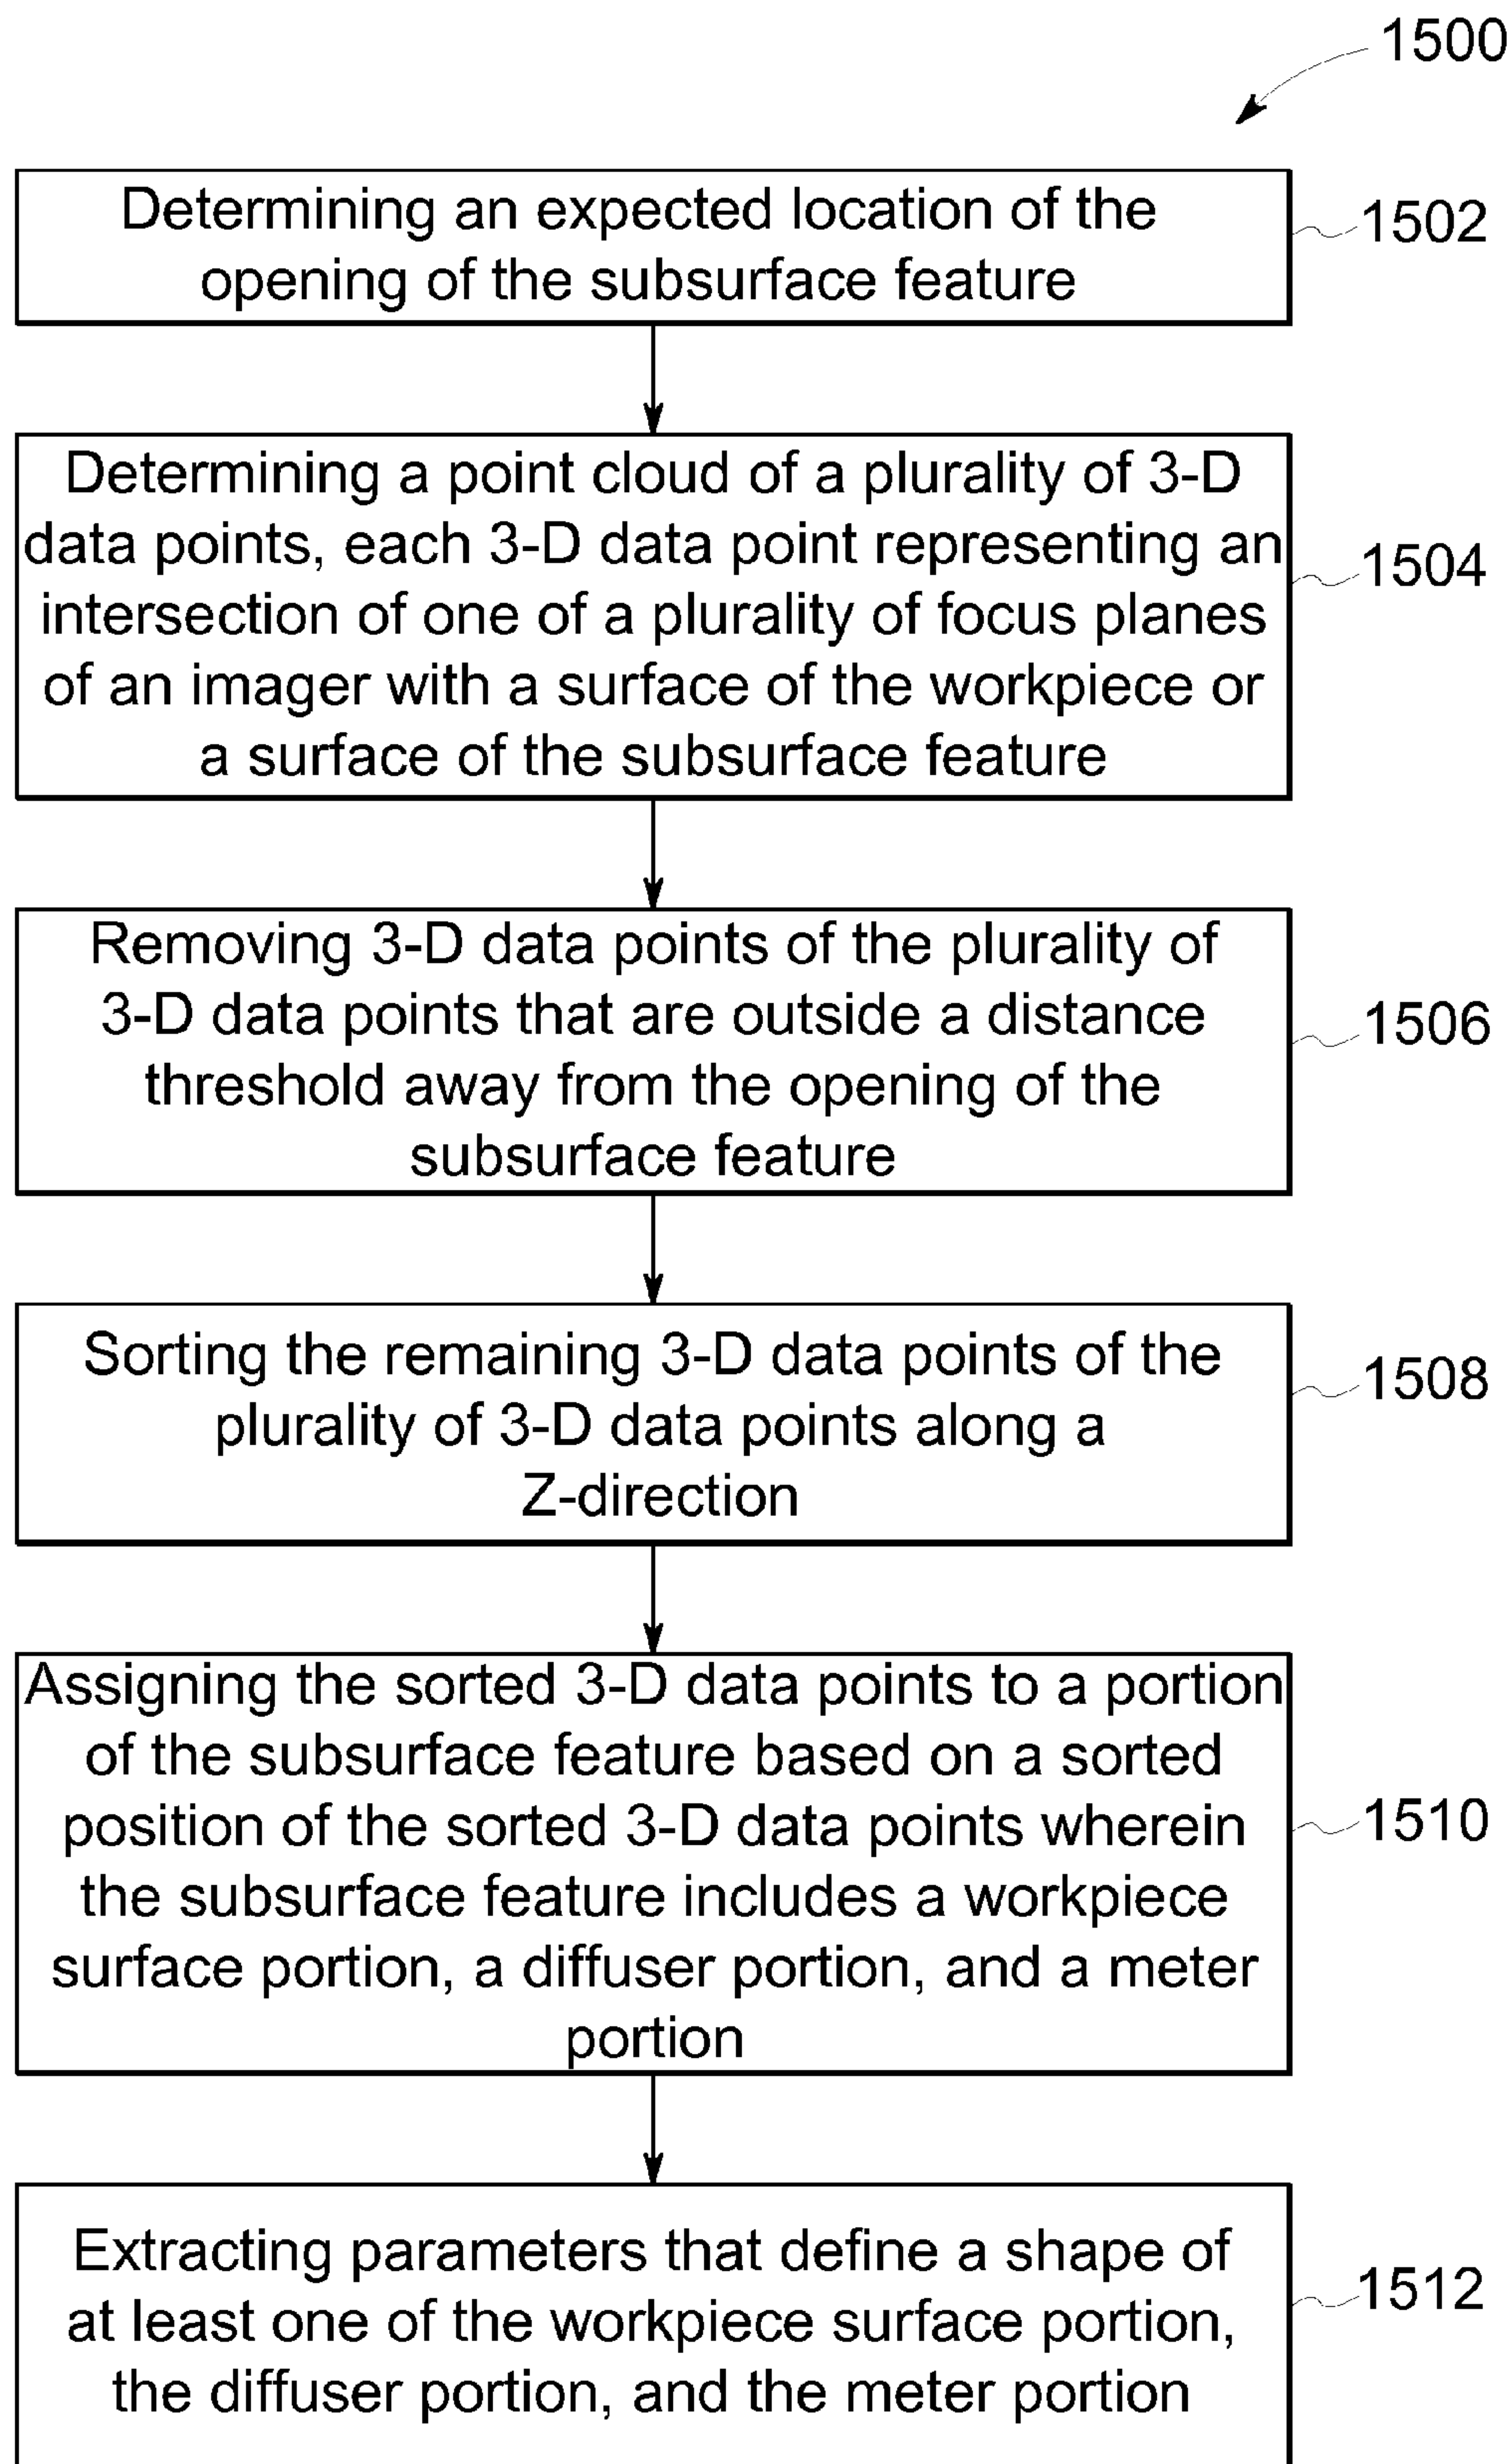 1500
Determining an expected location of the
opening of the subsurface feature
1502
Determining a point cloud of a plurality of 3-D
data points, each 3-D data point representing an
intersection of one of a plurality of focus planes
of an imager with a surface of the workpiece or
a surface of the subsurface feature
1504
Removing 3-D data points of the plurality of
3-D data points that are outside a distance
threshold away from the opening of the
subsurface feature
1506
Sorting the remaining 3-D data points of the
plurality of 3-D data points along a
Z-direction
1508
Assigning the sorted 3-D data points to a portion
of the subsurface feature based on a sorted
position of the sorted 3-D data points wherein
the subsurface feature includes a workpiece
surface portion, a diffuser portion, and a meter
portion
1510
Extracting parameters that define a shape of
at least one of the workpiece surface portion,
the diffuser portion, and the meter portion
1512